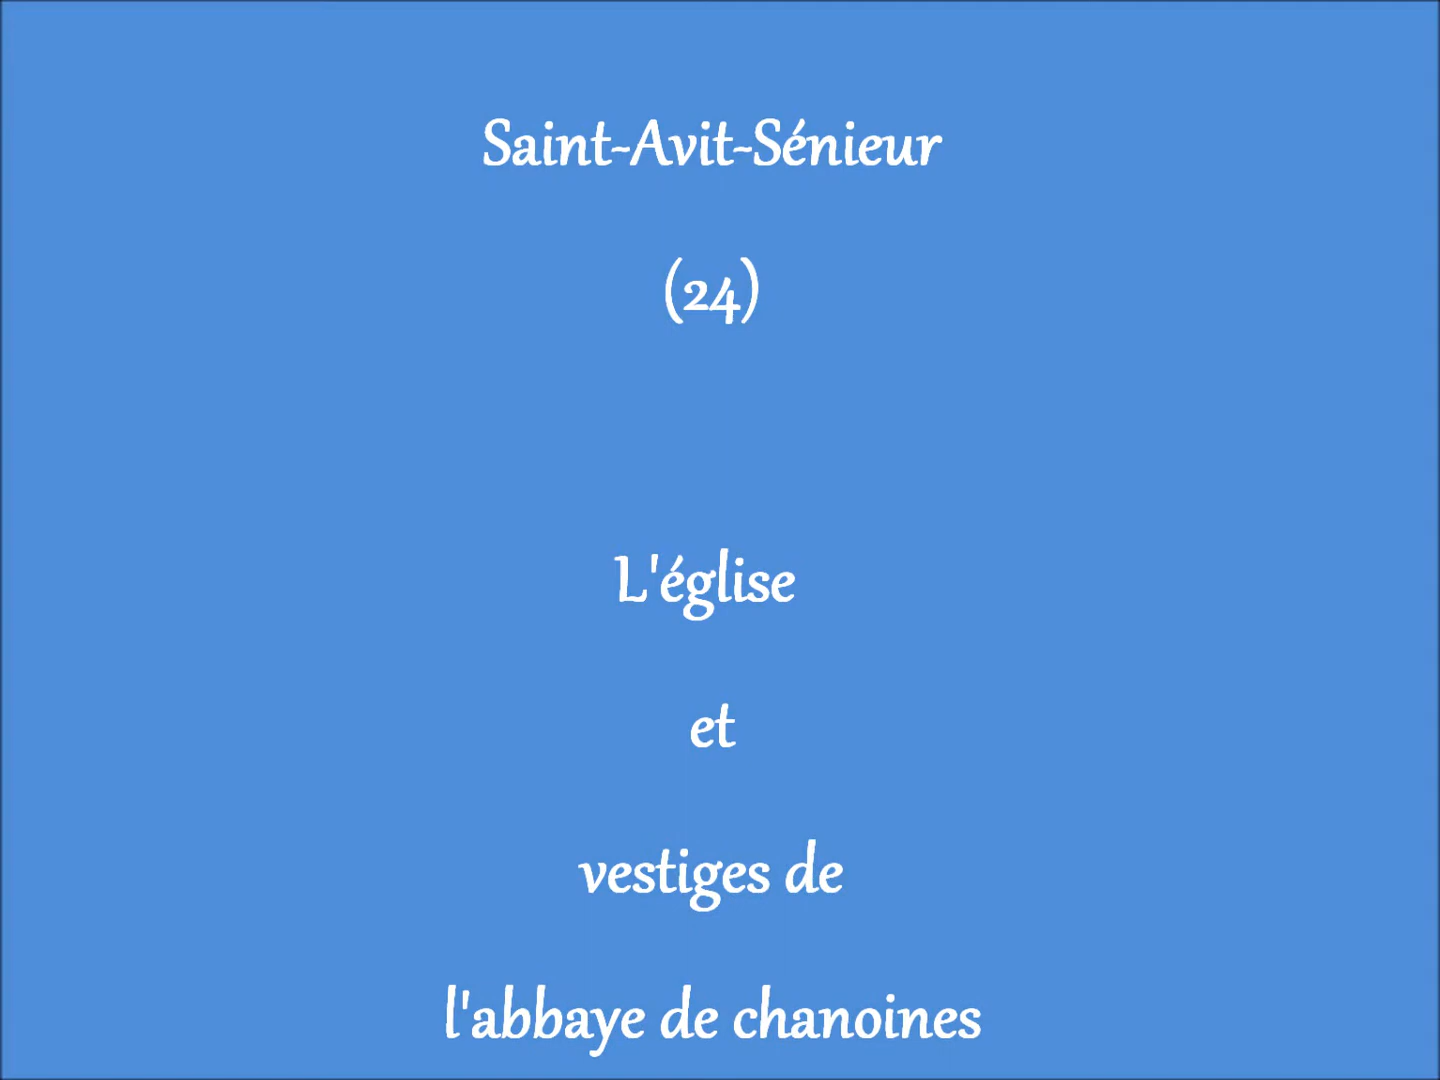 Saint-Avit-Sénieur
(24)
L'église
et
vestiges de
l'abbaye de chanoines